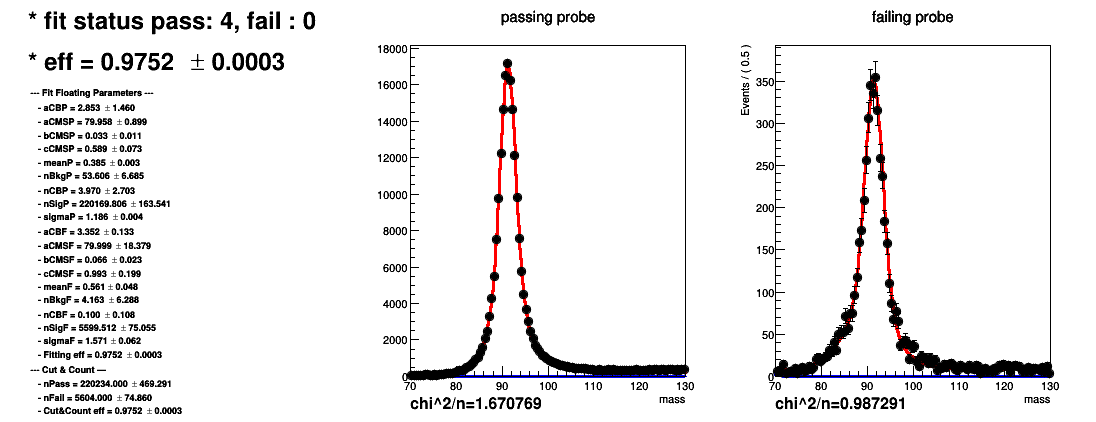 * fit status pass: 4, fail : 0
* eff = 0.9752 ± 0.0003
--- Fit Floating Parameters ---
- aCBP = 2.853 ± 1.460
- aCMSP = 79.958 ± 0.899
- bCMSP = 0.033 ± 0.011
- cCMSP = 0.589 ± 0.073
- meanP = 0.385 ± 0.003
- nBkgP = 53.606 ± 6.685
- nCBP = 3.970 ± 2.703
- nSigP = 220169.806 ± 163.541
- sigmaP = 1.186 ± 0.004
- aCBF = 3.352 ± 0.133
- aCMSF = 79.999 ± 18.379
- bCMSF = 0.066 ± 0.023
- cCMSF = 0.993 ± 0.199
- meanF = 0.561 ± 0.048
- nBkgF = 4.163 ± 6.288
- nCBF = 0.100 ± 0.108
- nSigF = 5599.512 ± 75.055
- sigmaF = 1.571 ± 0.062
- Fitting eff = 0.9752 ± 0.0003
--- Cut & Count ---
- nPass = 220234.000 ± 469.291
- nFail = 5604.000 ± 74.860
- Cut&Count eff = 0.9752 ± 0.0003
passing probe
18000
16000
14000
12000
10000
8000
6000
4000
2000
0
70 80 90 100 110 120 130
mass
chi^2/n=1.670769
failing probe
Events / ( 0.5 )
350
300
250
200
150
100
50
0
70 80 90 100 110 120 130
mass
chi^2/n=0.987291